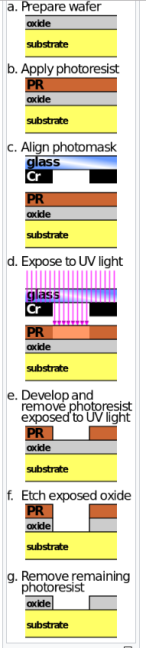 a. Prepare wafer
oxide
substrate
b. Apply photoresist
PR
oxide
substrate
c. Align photomask
glass
Cr
PR
oxide
substrate
d. Expose to UV light
glass
Cr
PR
oxide
substrate
e. Develop and
remove photoresist
exposed to UV light
PR
oxide
substrate
f. Etch exposed oxide
PR
oxide
substrate
g. Remove remaining
photoresist
oxide
substrate